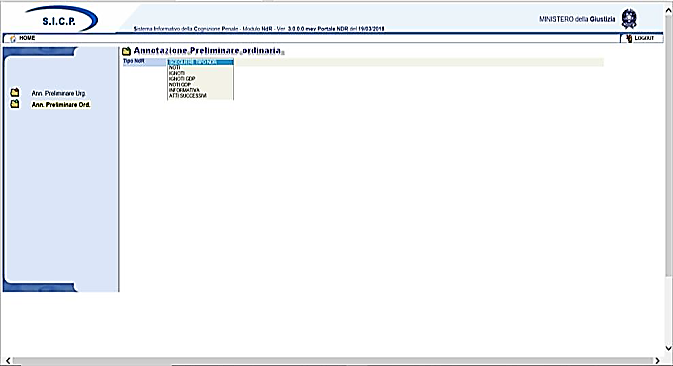 S.I.C.P.
MINISTERO della Giustizia
Sistema Informativo della Cognizione Penale - Modulo NdR - Ver. 3.0.0.0 mev Portale NDR del 19/03/2018
HOME
LOGOUT
Annotazione Preliminare ordinaria
Tipo NdR
SCEGLIERE TIPO NDR
NOTI
IGNOTI
IGNOTI GDP
NOTI GDP
INFORMATIVA
ATTI SUCCESSIVI
Ann. Preliminare Urg.
Ann. Preliminare Ord.